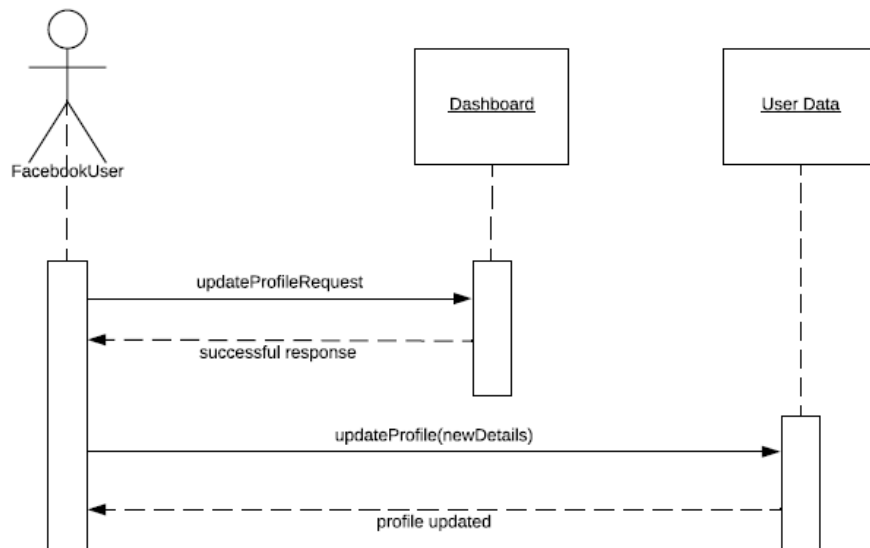 Dashboard
User Data
FacebookUser
updateProfileRequest
successful response
updateProfile(newDetails)
profile updated